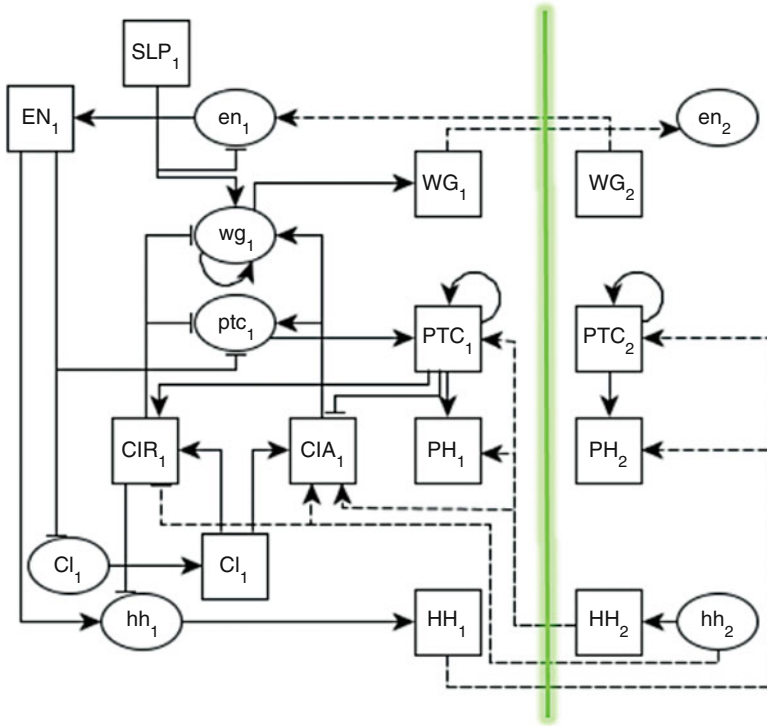 SLP₁
EN₁
en₁
en₂
WG₁
WG₂
wg₁
ptc₁
PTC₁
PTC₂
CIR₁
CIA₁
PH₁
PH₂
CI₁
CI₁
hh₁
HH₁
HH₂
hh₂